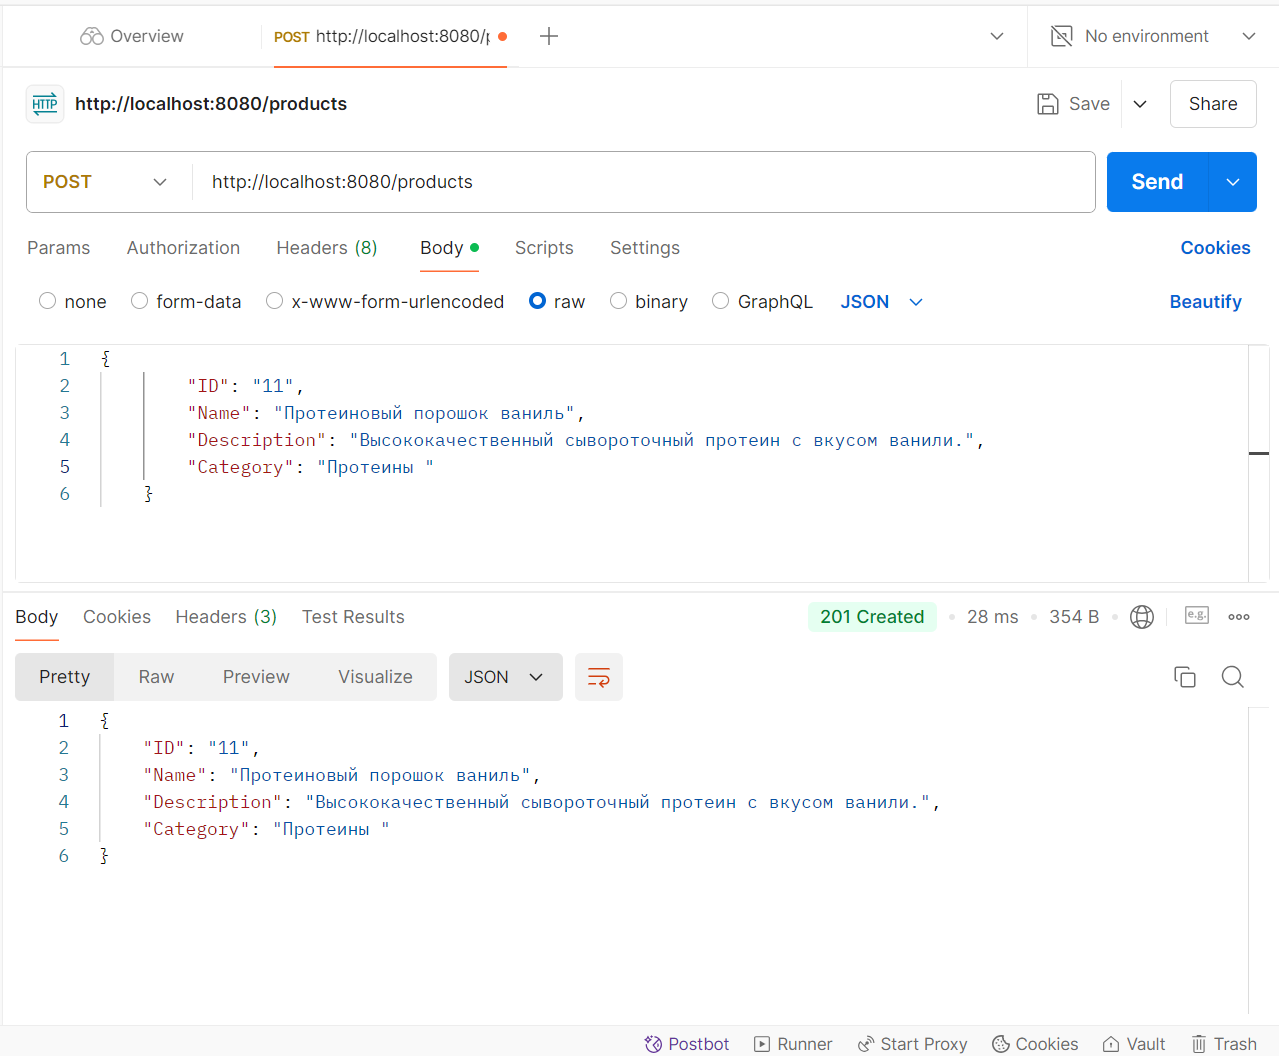 Overview
POST http://localhost:8080/p
No environment
HTTP http://localhost:8080/products
Save
Share
POST
http://localhost:8080/products
Send
Params Authorization Headers (8) Body Scripts Settings Cookies
none form-data x-www-form-urlencoded raw binary GraphQL JSON Beautify
1 {
2 "ID": "11",
3 "Name": "Протеиновый порошок ваниль",
4 "Description": "Высококачественный сывороточный протеин с вкусом ванили.",
5 "Category": "Протеины "
6 }
Body Cookies Headers (3) Test Results 201 Created 28 ms 354 B e.g.
Pretty Raw Preview Visualize JSON
1 {
2 "ID": "11",
3 "Name": "Протеиновый порошок ваниль",
4 "Description": "Высококачественный сывороточный протеин с вкусом ванили.",
5 "Category": "Протеины "
6 }
Postbot Runner Start Proxy Cookies Vault Trash